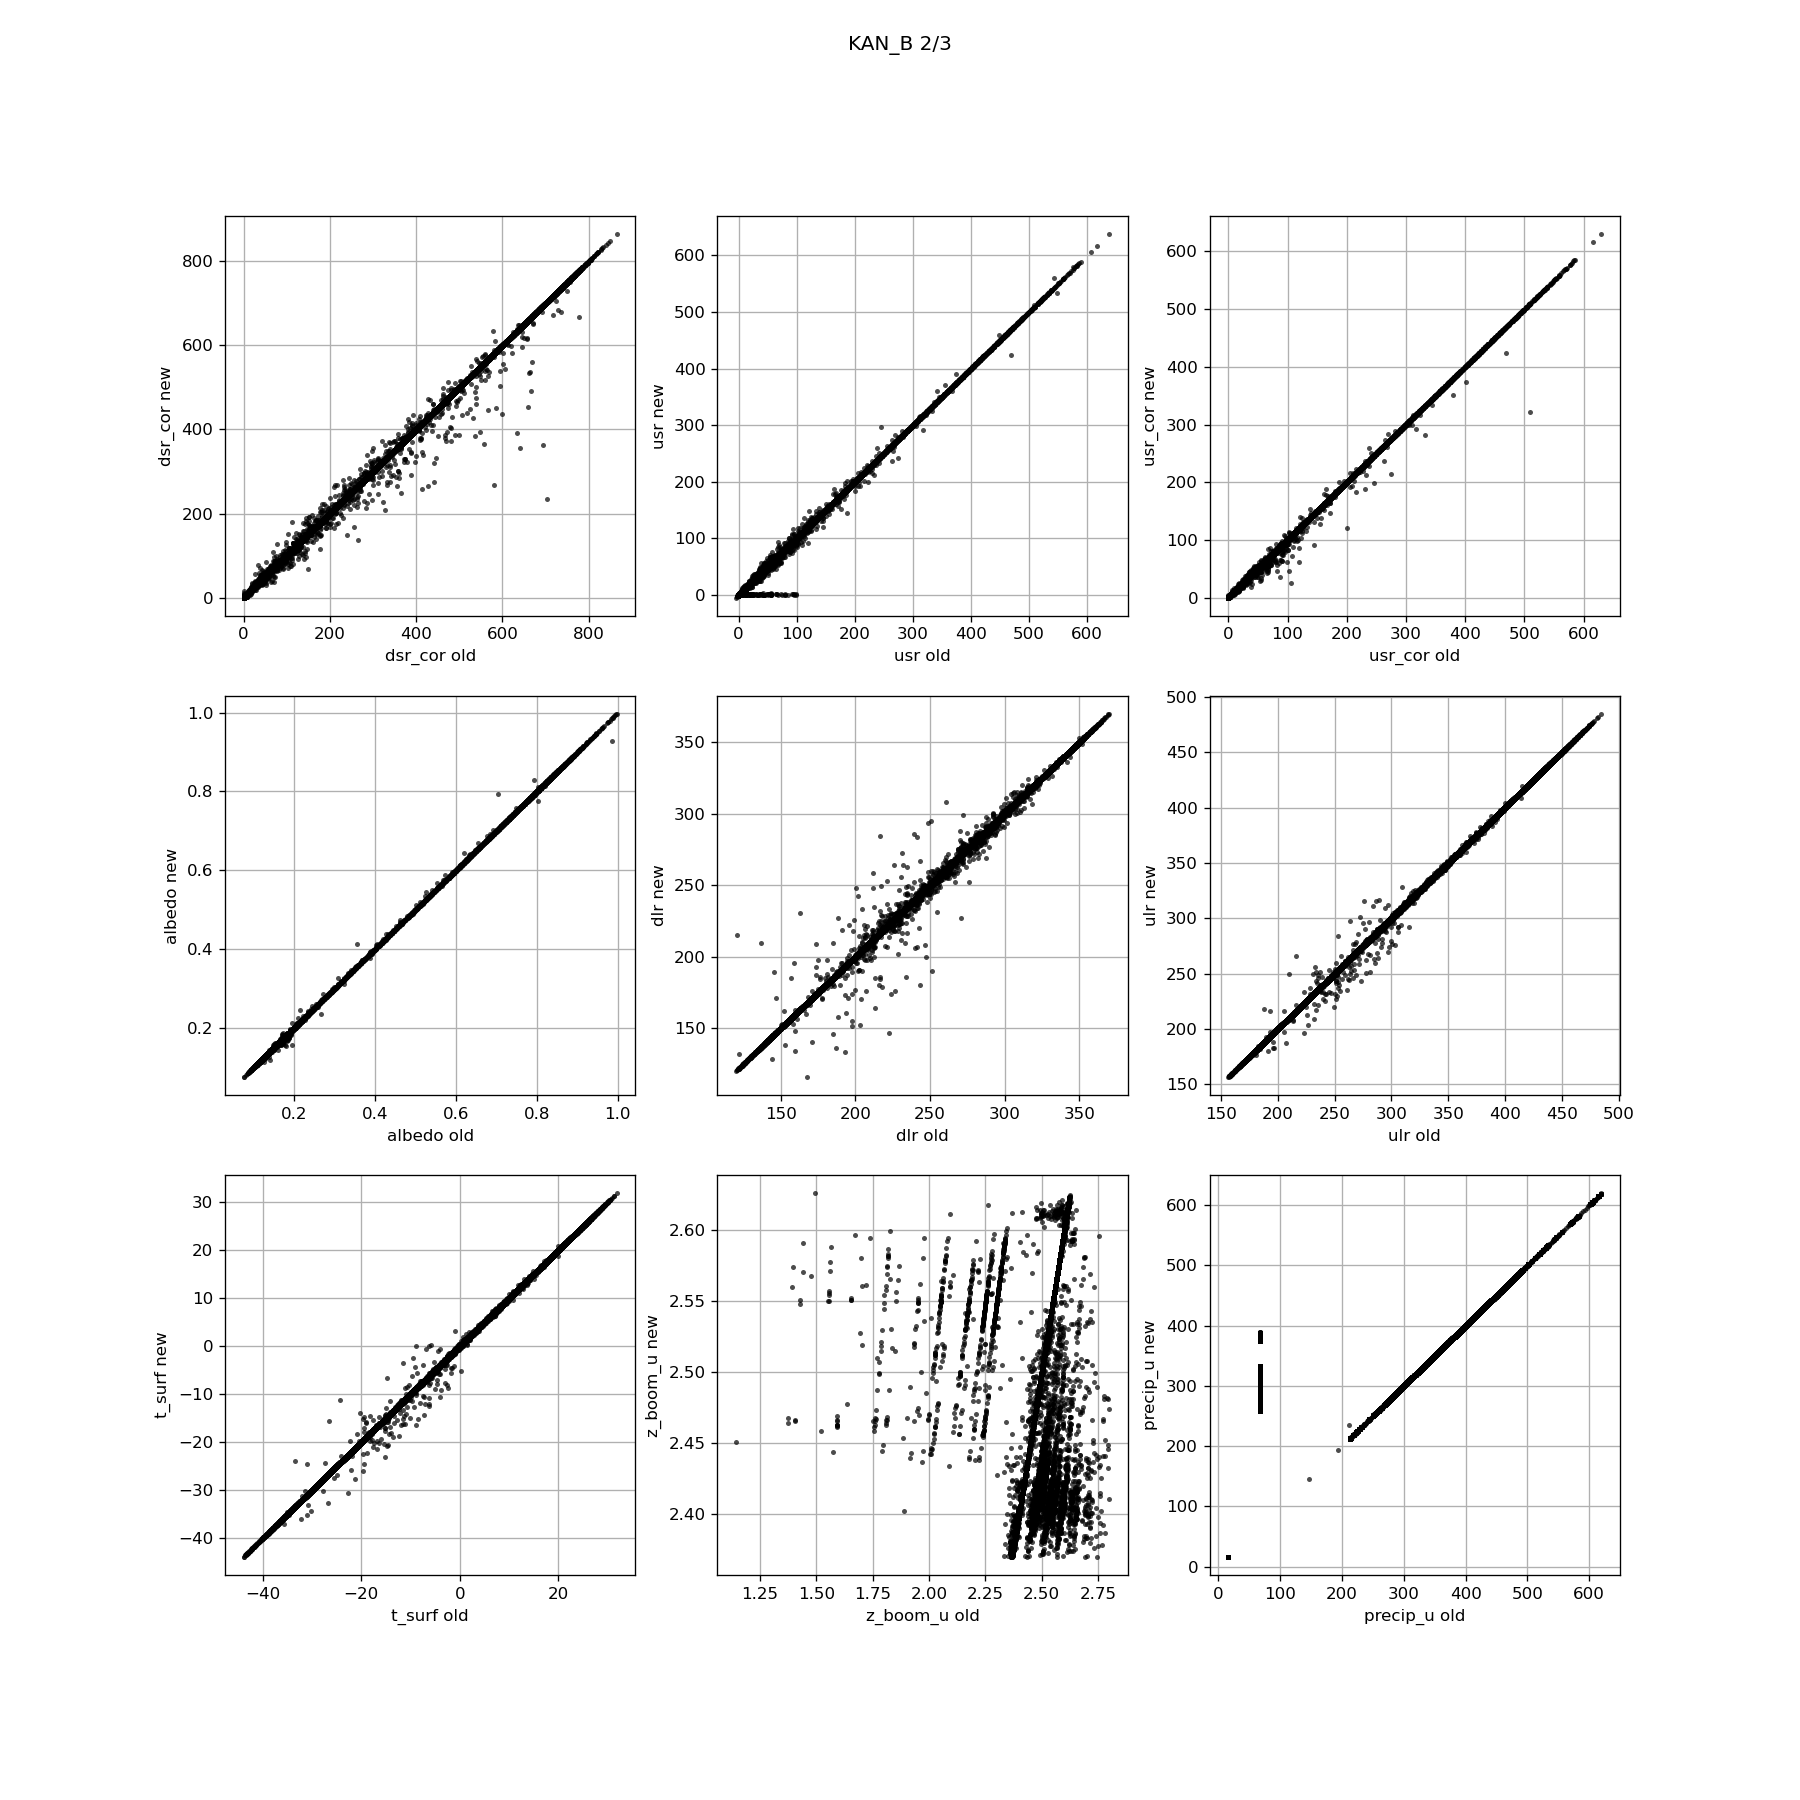 KAN_B 2/3
dsr_cor new
800
600
400
200
0
0 200 400 600 800
dsr_cor old
usr new
600
500
400
300
200
100
0
0 100 200 300 400 500 600
usr old
usr_cor new
600
500
400
300
200
100
0
0 100 200 300 400 500 600
usr_cor old
albedo new
1.0
0.8
0.6
0.4
0.2
0.2 0.4 0.6 0.8 1.0
albedo old
dlr new
350
300
250
200
150
150 200 250 300 350
dlr old
ulr new
500
450
400
350
300
250
200
150
150 200 250 300 350 400 450 500
ulr old
t_surf new
30
20
10
0
−10
−20
−30
−40
−40 −20 0 20
t_surf old
z_boom_u new
2.60
2.55
2.50
2.45
2.40
1.25 1.50 1.75 2.00 2.25 2.50 2.75
z_boom_u old
precip_u new
600
500
400
300
200
100
0
0 100 200 300 400 500 600
precip_u old